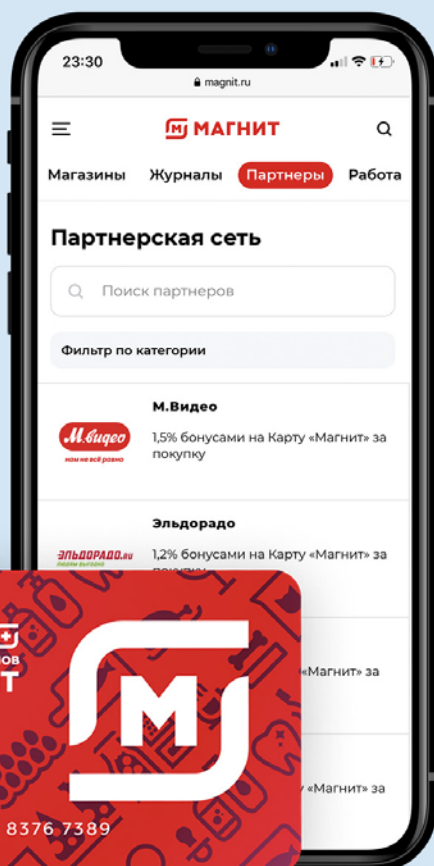 23:30
magnit.ru
М МАГНИТ
Магазины Журналы Партнеры Работа
Партнерская сеть
Поиск партнеров
Фильтр по категории
М.Видео
М.видео
нам не всё равно
1,5% бонусами на Карту «Магнит» за
покупку
Эльдорадо
ЭЛЬДОРАДО.RU
1,2% бонусами на Карту «Магнит» за
«Магнит» за
«Магнит» за
М
8376 7389